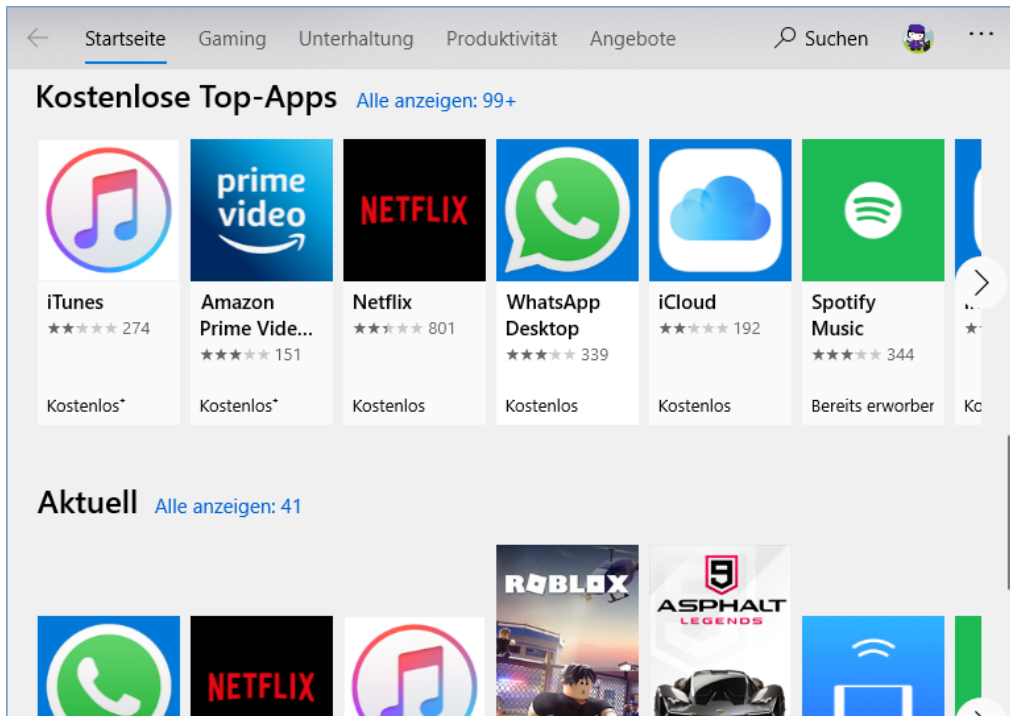 Startseite Gaming Unterhaltung Produktivität Angebote Suchen ...
Kostenlose Top-Apps Alle anzeigen: 99+
prime
video
NETFLIX
iTunes
274
Kostenlos+
Amazon
Prime Vide...
151
Kostenlos+
Netflix
801
Kostenlos
WhatsApp
Desktop
339
Kostenlos
iCloud
192
Kostenlos
Spotify
Music
344
Bereits erworber
Ko
Aktuell Alle anzeigen: 41
NETFLIX
ROBLOX
9
ASPHALT
LEGENDS